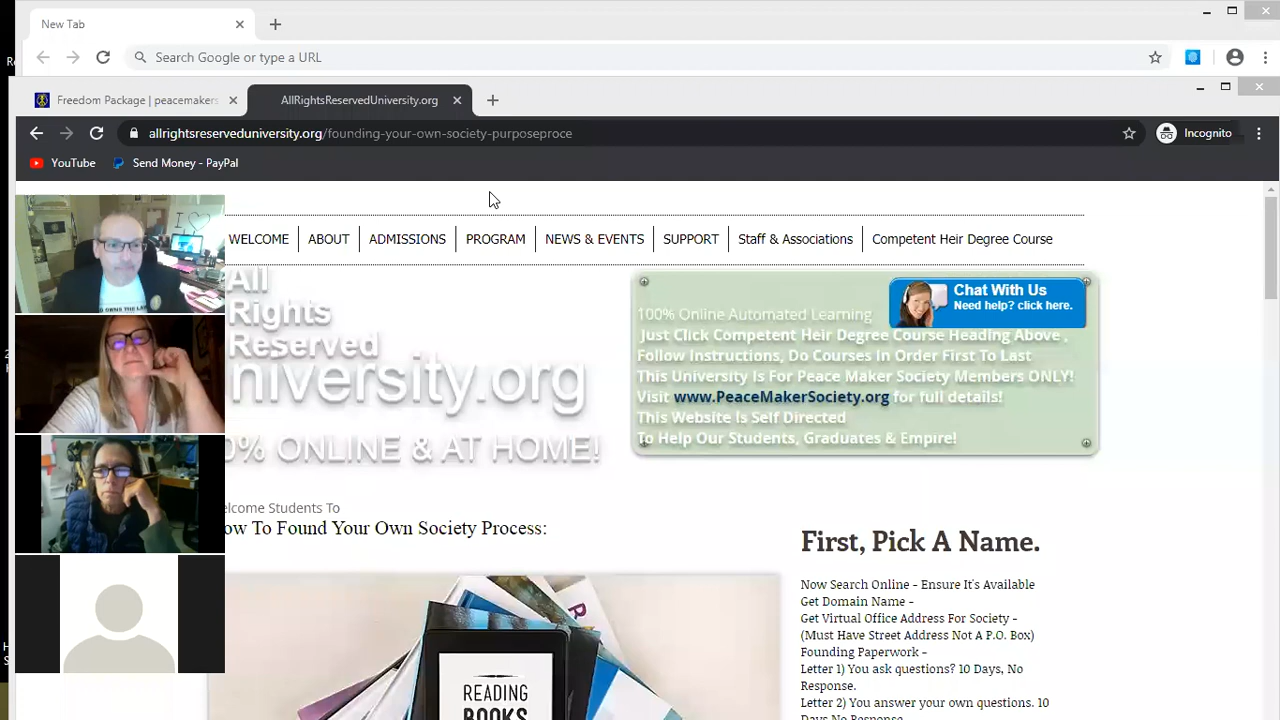 New Tab
Search Google or type a URL
Freedom Package | peacemakers
AllRightsReservedUniversity.org
allrightsreserveduniversity.org/founding-your-own-society-purposeproce
Incognito
YouTube
Send Money - PayPal
WELCOME
ABOUT
ADMISSIONS
PROGRAM
NEWS & EVENTS
SUPPORT
Staff & Associations
Competent Heir Degree Course
All
Rights
Reserved
niversity.org
0% ONLINE & AT HOME!
Chat With Us
Need help? click here.
100% Online Automated Learning
Just Click Competent Heir Degree Course Heading Above ,
Follow Instructions, Do Courses In Order First To Last
This University Is For Peace Maker Society Members ONLY!
Visit www.PeaceMakerSociety.org for full details!
This Website Is Self Directed
To Help Our Students, Graduates & Empire!
elcome Students To
ow To Found Your Own Society Process:
READING
BOOKS
First, Pick A Name.
Now Search Online - Ensure It's Available
Get Domain Name -
Get Virtual Office Address For Society -
(Must Have Street Address Not A P.O. Box)
Founding Paperwork -
Letter 1) You ask questions? 10 Days, No
Response.
Letter 2) You answer your own questions. 10
Days No Response